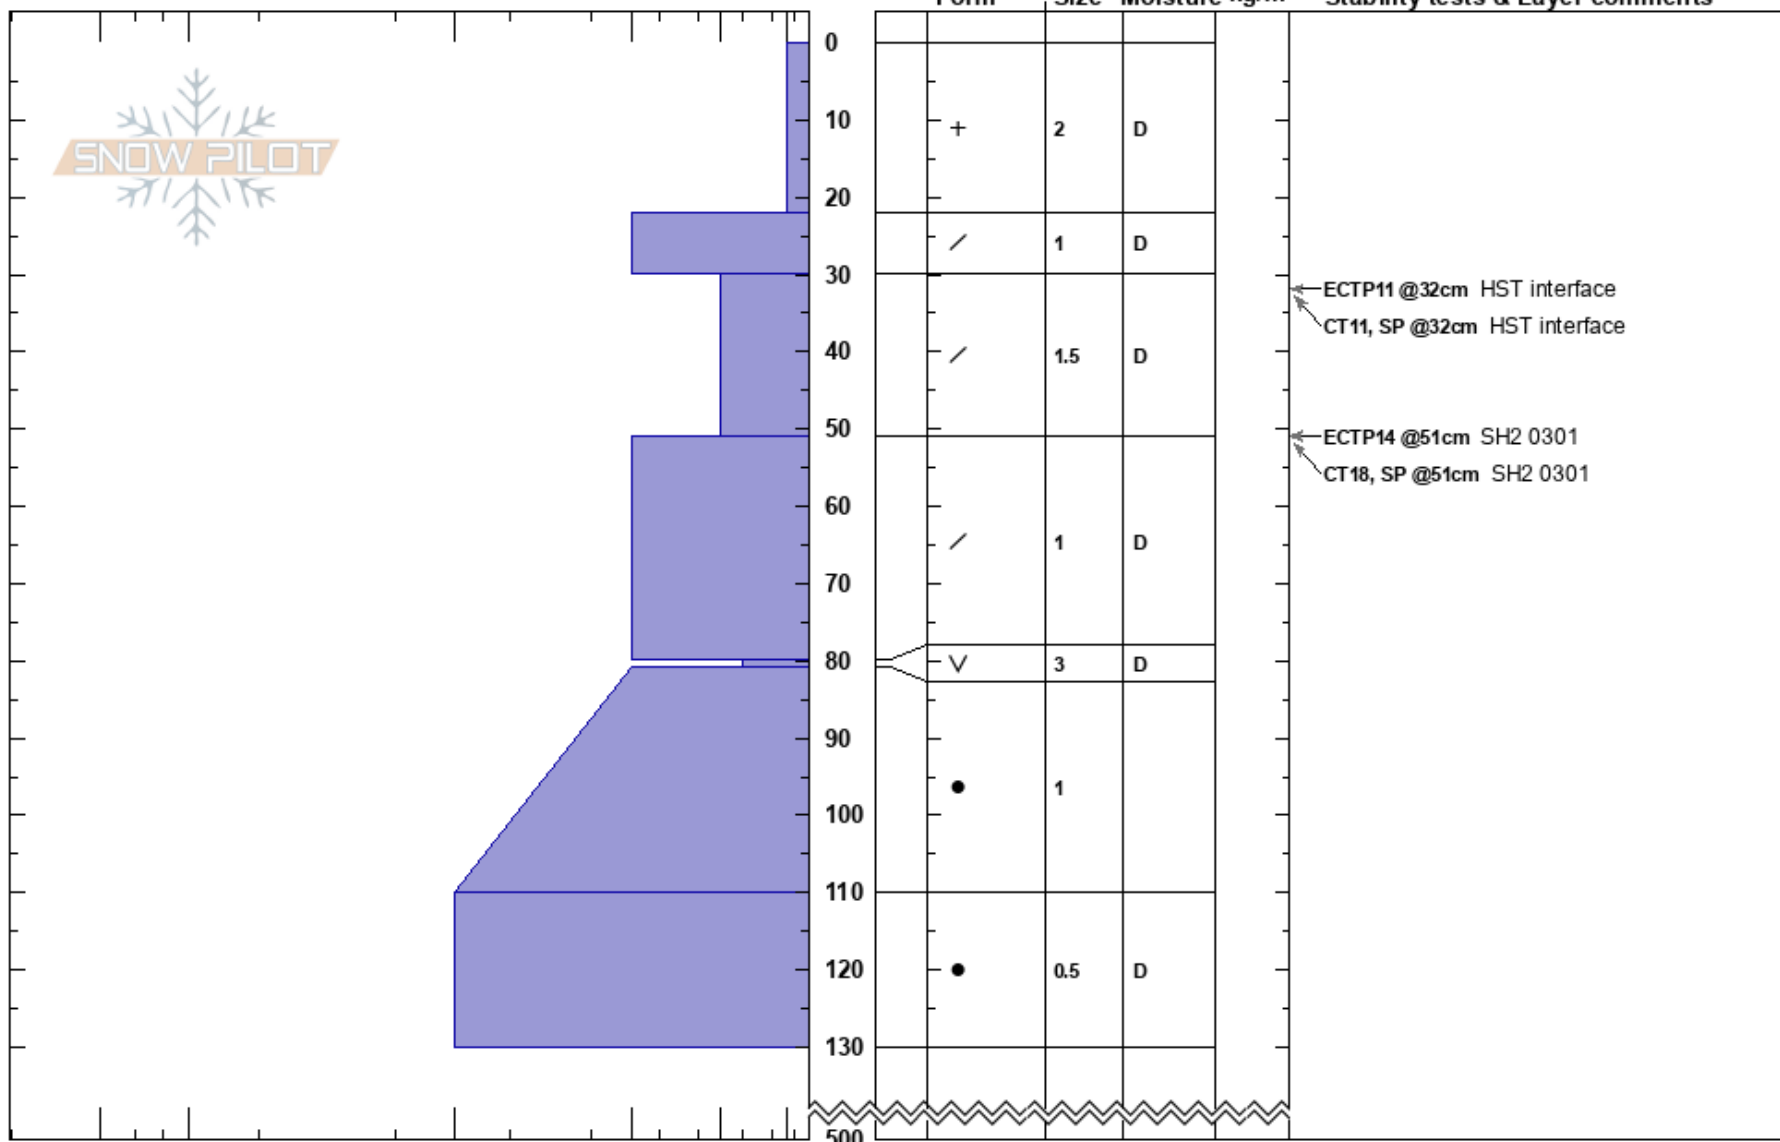 Form Size Moisture kg/m³ Stability tests & Layer comments
SNOW PILOT
0
10
+ 2 D
20
/ 1 D
30
ECTP11 @32cm HST interface
CT11, SP @32cm HST interface
40
/ 1.5 D
50
ECTP14 @51cm SH2 0301
CT18, SP @51cm SH2 0301
60
/ 1 D
70
80
V 3 D
90
● 1
100
110
120
● 0.5 D
130
500